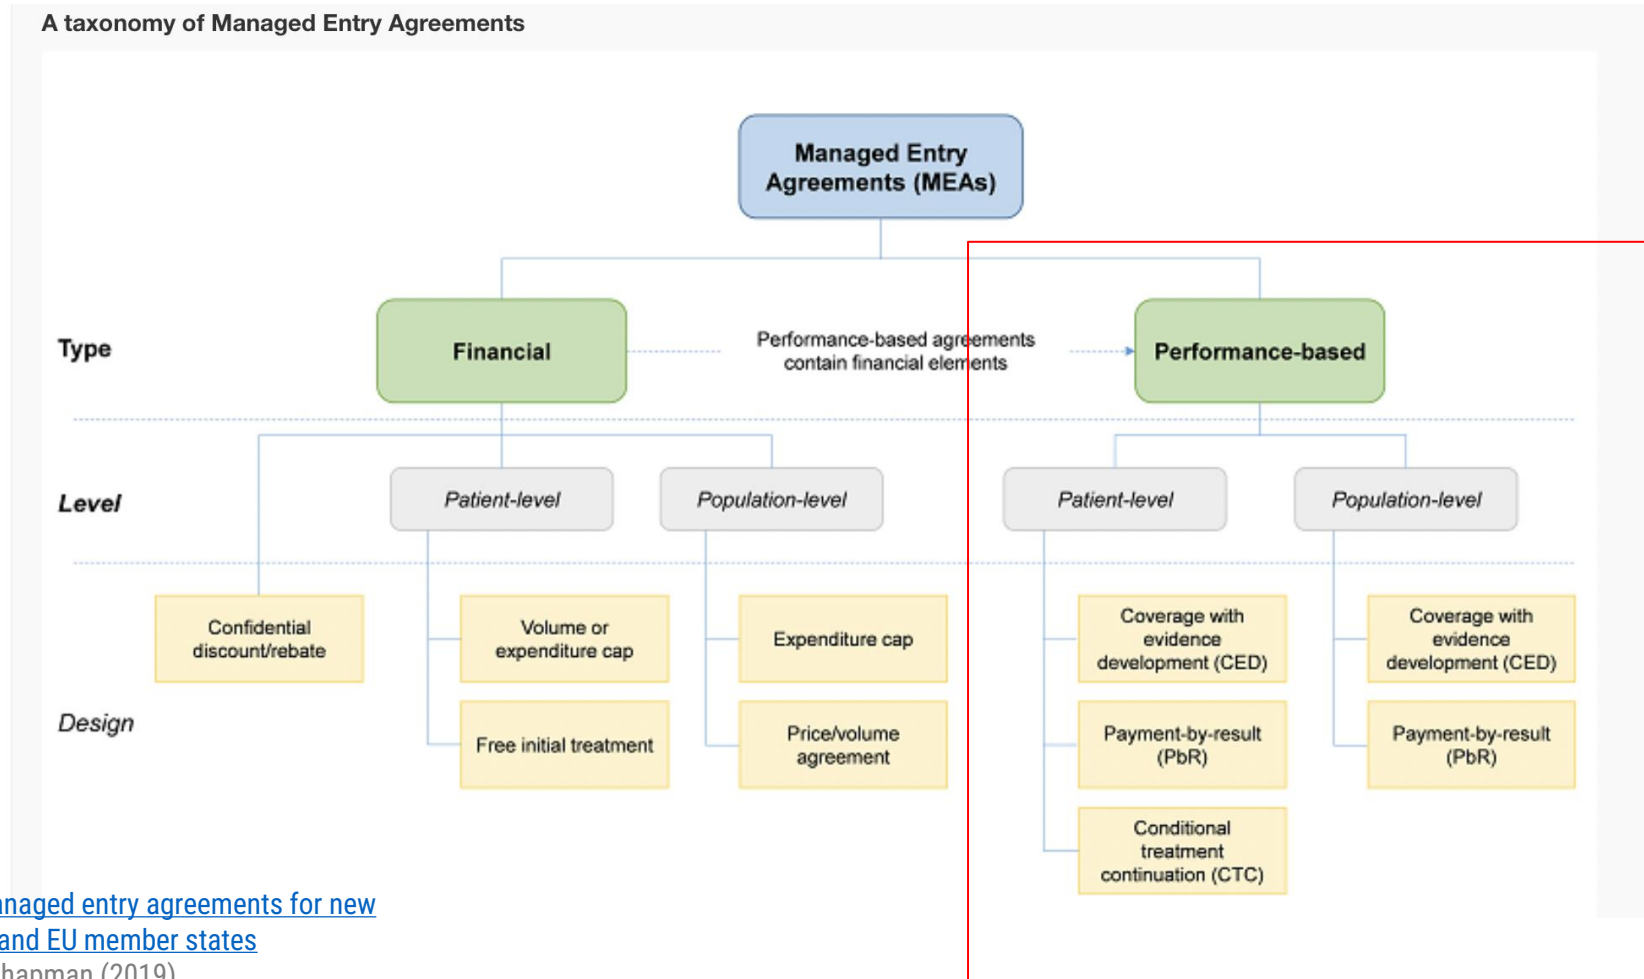 A taxonomy of Managed Entry Agreements
Managed Entry
Agreements (MEAs)
Type
Financial
Performance-based agreements
contain financial elements
Performance-based
Level
Patient-level
Population-level
Patient-level
Population-level
Design
Confidential
discount/rebate
Volume or
expenditure cap
Free initial treatment
Expenditure cap
Price/volume
agreement
Coverage with
evidence
development (CED)
Payment-by-result
(PbR)
Conditional
treatment
continuation (CTC)
Coverage with
evidence
development (CED)
Payment-by-result
(PbR)
entry agreements for new
and EU member states
(2019)